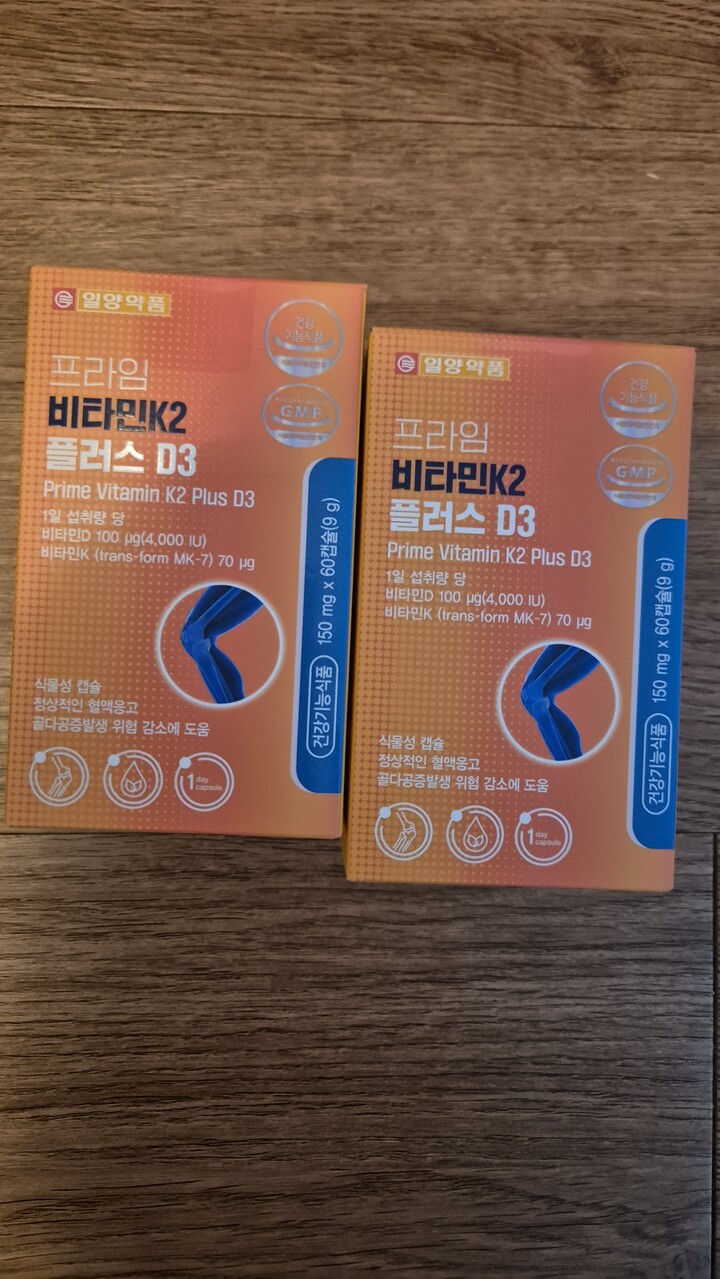 일양약품
건강
기능식품
GMP
프라임
비타민K2
플러스 D3
Prime Vitamin K2 Plus D3
1일 섭취량 당
비타민D 100 µg(4,000 IU)
비타민K (trans-form MK-7) 70 µg
식물성 캡슐
정상적인 혈액응고
골다공증발생 위험 감소에 도움
1 day
capsule
건강기능식품 150 mg x 60캡슐(9 g)
일양약품
건강
기능식품
GMP
프라임
비타민K2
플러스 D3
Prime Vitamin K2 Plus D3
1일 섭취량 당
비타민D 100 µg(4,000 IU)
비타민K (trans-form MK-7) 70 µg
식물성 캡슐
정상적인 혈액응고
골다공증발생 위험 감소에 도움
1 day
capsule
건강기능식품 150 mg x 60캡슐(9 g)